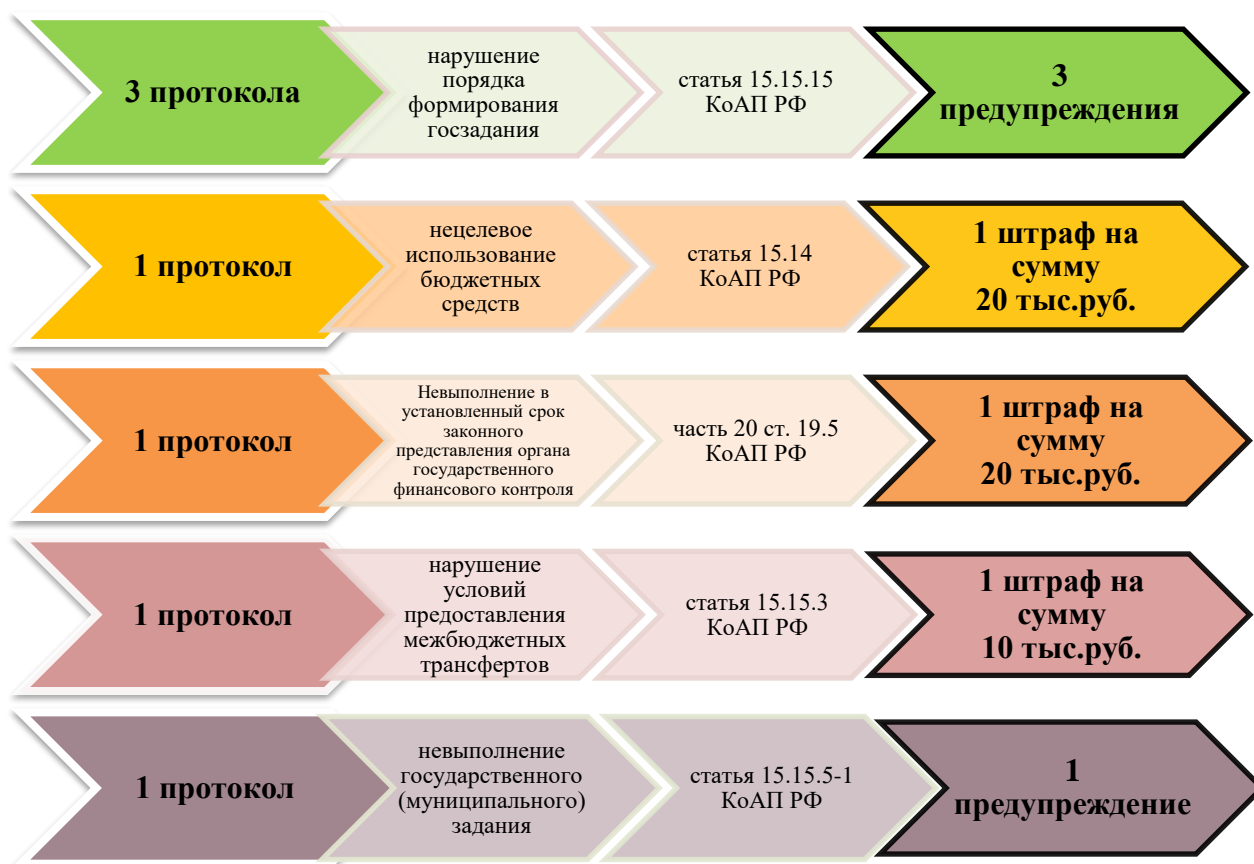 3 протокола
нарушение
порядка
формирования
госзадания
статья 15.15.15
КоАП РФ
3
предупреждения
1 протокол
нецелевое
использование
бюджетных
средств
статья 15.14
КоАП РФ
1 штраф на
сумму
20 тыс.руб.
1 протокол
Невыполнение в
установленный срок
законного
представления органа
государственного
финансового контроля
часть 20 ст. 19.5
КоАП РФ
1 штраф на
сумму
20 тыс.руб.
1 протокол
нарушение
условий
предоставления
межбюджетных
трансфертов
статья 15.15.3
КоАП РФ
1 штраф на
сумму
10 тыс.руб.
1 протокол
невыполнение
государственного
(муниципального)
задания
статья 15.15.5-1
КоАП РФ
1
предупреждение